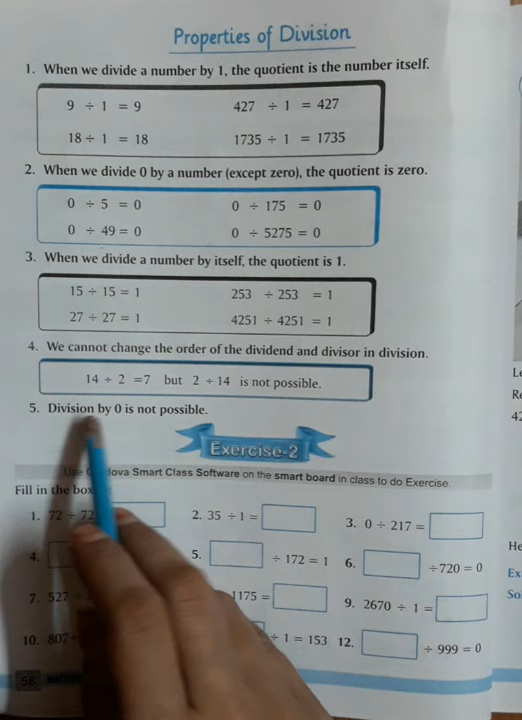 Properties of Division
1. When we divide a number by 1, the quotient is the number itself.
9 ÷ 1 = 9 427 ÷ 1 = 427
18 ÷ 1 = 18 1735 ÷ 1 = 1735
2. When we divide 0 by a number (except zero), the quotient is zero.
0 ÷ 5 = 0 0 ÷ 175 = 0
0 ÷ 49 = 0 0 ÷ 5275 = 0
3. When we divide a number by itself, the quotient is 1.
15 ÷ 15 = 1 253 ÷ 253 = 1
27 ÷ 27 = 1 4251 ÷ 4251 = 1
4. We cannot change the order of the dividend and divisor in division.
14 ÷ 2 =7 but 2 ÷ 14 is not possible.
5. Division by 0 is not possible.
Exercise-2
Smart Class Software on the smart board in class to do Exercise.
Fill in the
1. 72 ÷ 72 2. 35 ÷ 1 = 3. 0 ÷ 217 =
4. 5. ÷ 172 = 1 6. ÷720 = 0
7. 527 ÷ 1175 = 9. 2670 ÷ 1 =
10. 807 ÷ 1 = 153 12. ÷ 999 = 0
58
Ex
So
He